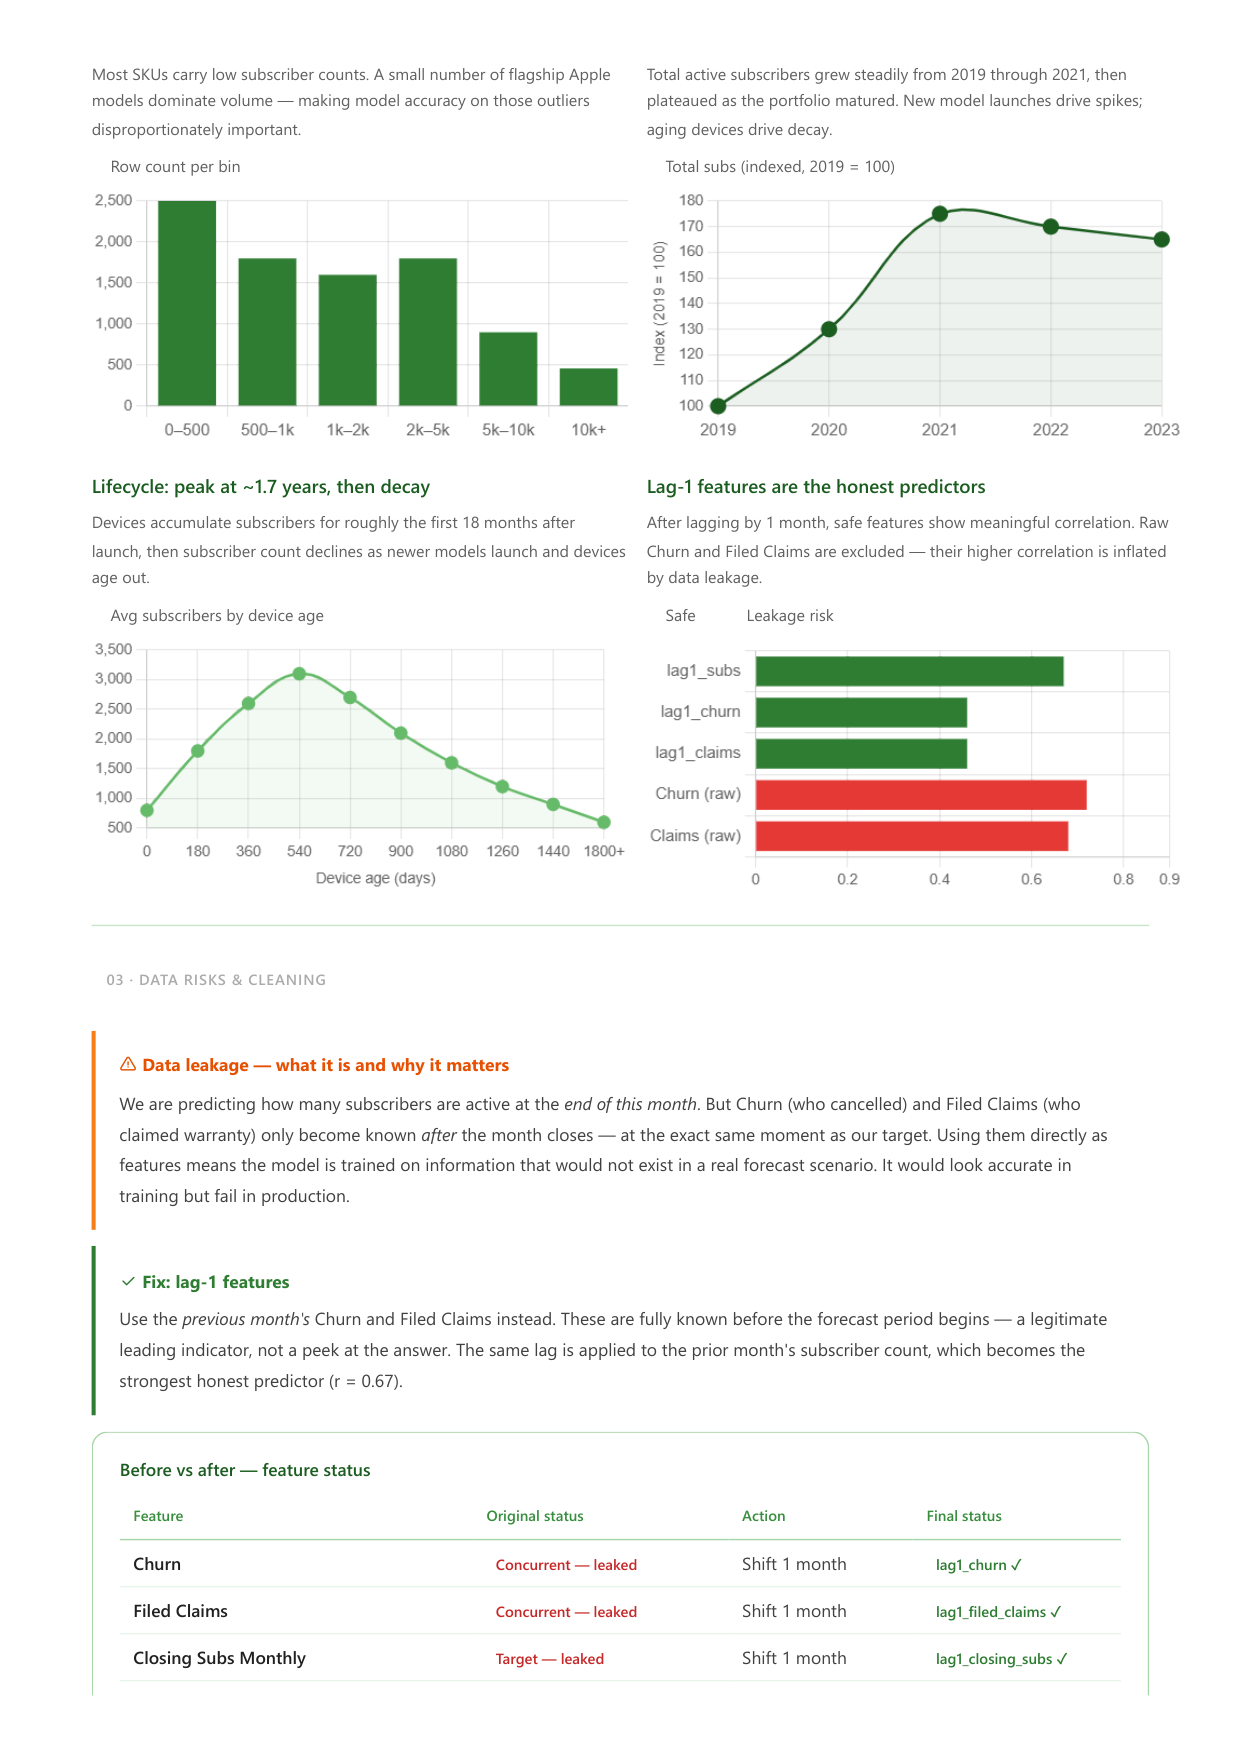 Most SKUs carry low subscriber counts. A small number of flagship Apple
models dominate volume — making model accuracy on those outliers
disproportionately important.
Row count per bin
2,500
2,000
1,500
1,000
500
0
0–500 500–1k 1k–2k 2k–5k 5k–10k 10k+
Total active subscribers grew steadily from 2019 through 2021, then
plateaued as the portfolio matured. New model launches drive spikes;
aging devices drive decay.
Total subs (indexed, 2019 = 100)
Index (2019 = 100)
180
170
160
150
140
130
120
110
100
2019 2020 2021 2022 2023
Lifecycle: peak at ~1.7 years, then decay
Devices accumulate subscribers for roughly the first 18 months after
launch, then subscriber count declines as newer models launch and devices
age out.
Avg subscribers by device age
3,500
3,000
2,500
2,000
1,500
1,000
500
0 180 360 540 720 900 1080 1260 1440 1800+
Device age (days)
Lag-1 features are the honest predictors
After lagging by 1 month, safe features show meaningful correlation. Raw
Churn and Filed Claims are excluded — their higher correlation is inflated
by data leakage.
Safe Leakage risk
lag1_subs
lag1_churn
lag1_claims
Churn (raw)
Claims (raw)
0 0.2 0.4 0.6 0.8 0.9
03 · DATA RISKS & CLEANING
⚠ Data leakage — what it is and why it matters
We are predicting how many subscribers are active at the end of this month. But Churn (who cancelled) and Filed Claims (who
claimed warranty) only become known after the month closes — at the exact same moment as our target. Using them directly as
features means the model is trained on information that would not exist in a real forecast scenario. It would look accurate in
training but fail in production.
✓ Fix: lag-1 features
Use the previous month's Churn and Filed Claims instead. These are fully known before the forecast period begins — a legitimate
leading indicator, not a peek at the answer. The same lag is applied to the prior month's subscriber count, which becomes the
strongest honest predictor (r = 0.67).
Before vs after — feature status
Feature Original status Action Final status
Churn Concurrent — leaked Shift 1 month lag1_churn ✓
Filed Claims Concurrent — leaked Shift 1 month lag1_filed_claims ✓
Closing Subs Monthly Target — leaked Shift 1 month lag1_closing_subs ✓